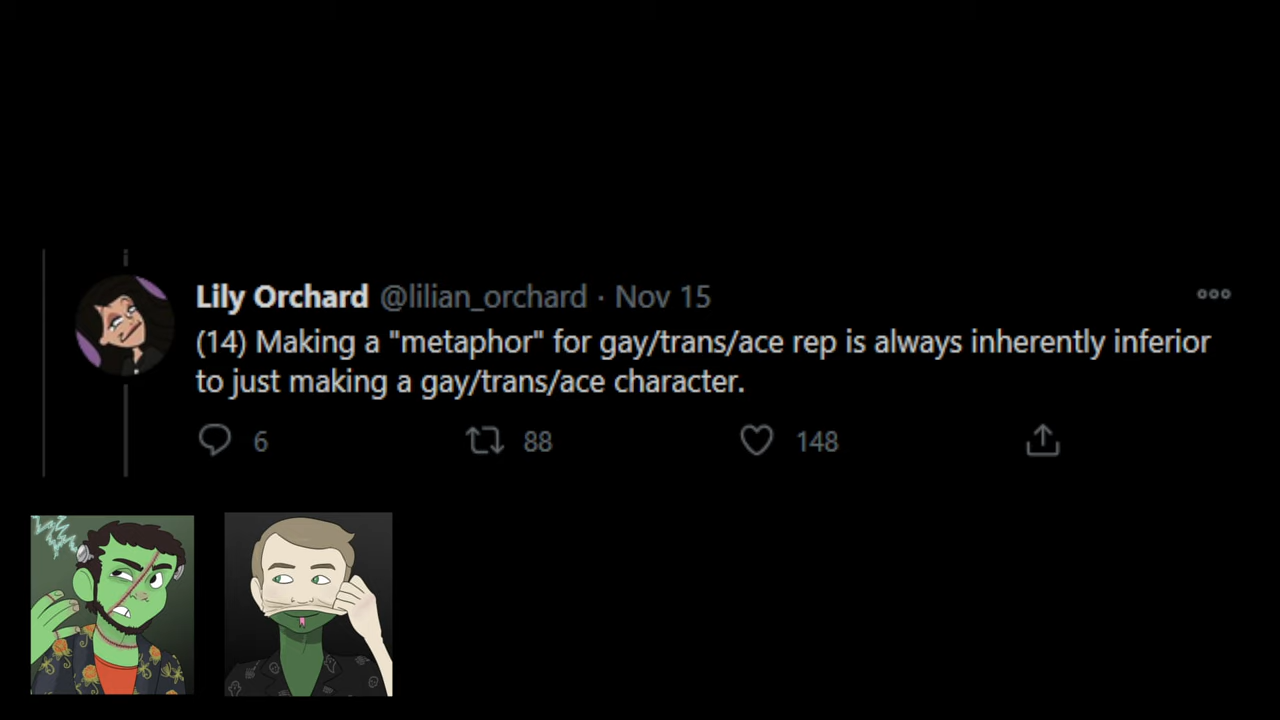 Lily Orchard @lilian_orchard · Nov 15
(14) Making a "metaphor" for gay/trans/ace rep is always inherently inferior
to just making a gay/trans/ace character.
6 88 148